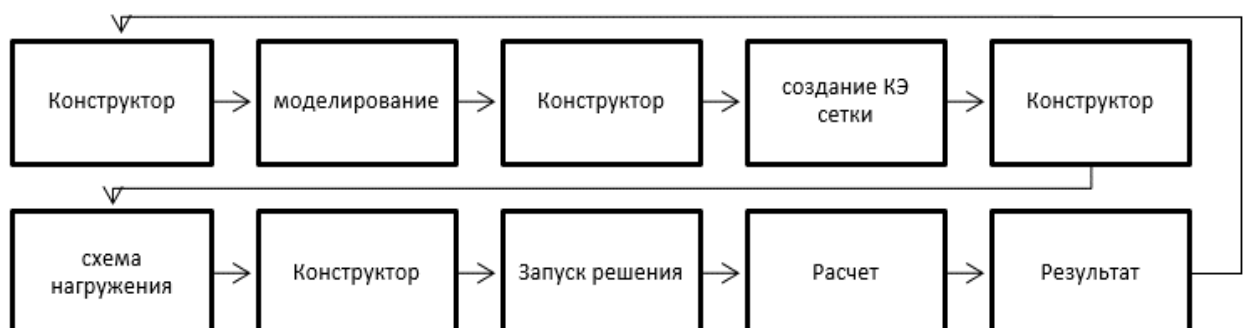 Конструктор
моделирование
Конструктор
создание КЭ
сетки
Конструктор
схема
нагружения
Конструктор
Запуск решения
Расчет
Результат